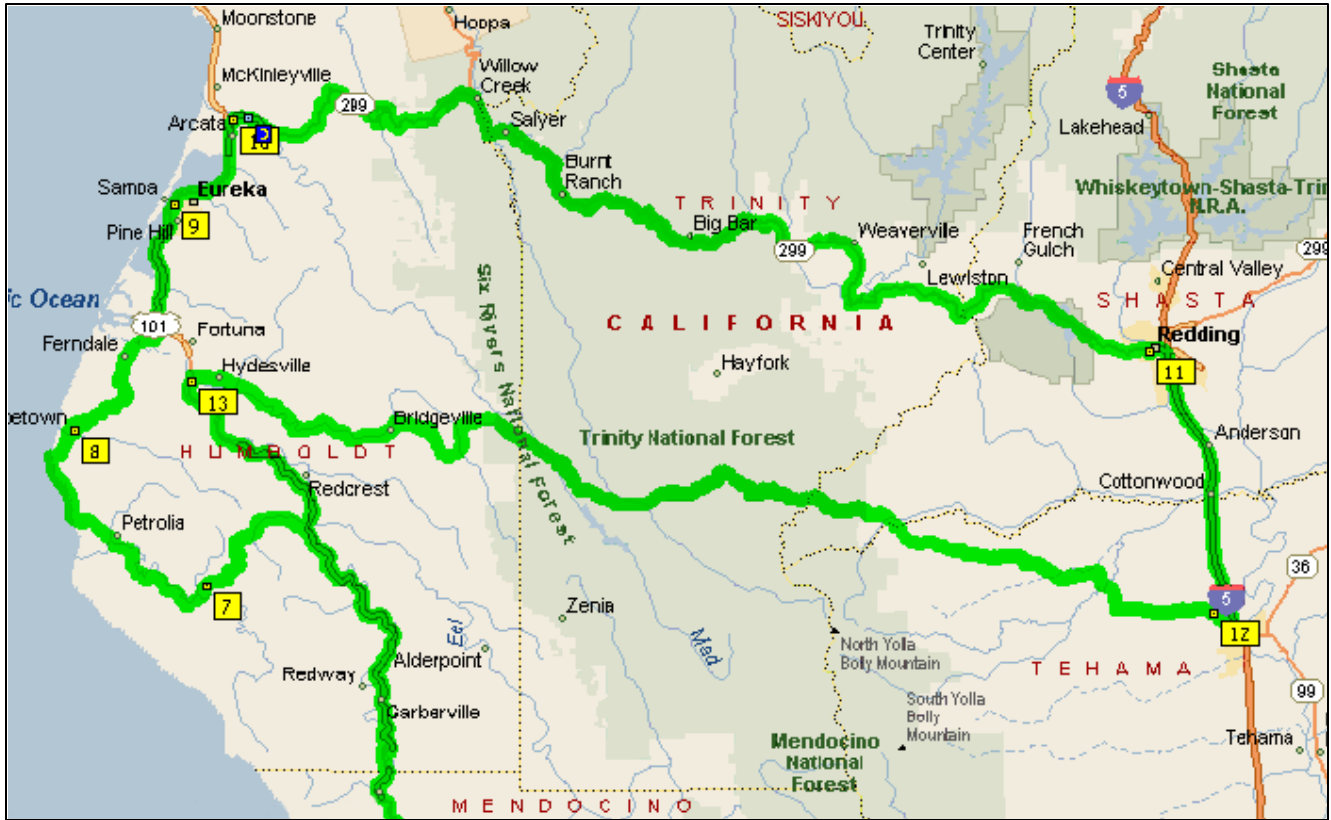 Moonstone
McKinleyville
Arcata
10
Samoa
Eureka
9
Pine Hill
ic Ocean
101
Fortuna
Ferndale
Hydesville
13
petown
8
Bridgeville
HUMBOLDT
Redcrest
Petrolia
7
Redway
Alderpoint
Garberville
Eel
Zenia
Mad
MENDOCINO
Hoopa
Willow
Creek
299
Salyer
Burnt
Ranch
TRINITY
Big Bar
299
Weaverville
Lewiston
French
Gulch
SISKIYOU
Trinity
Center
5
Lakehead
Shasta
National
Forest
Whiskeytown-Shasta-Trin
N.R.A.
299
Central Valley
SHASTA
Redding
11
CALIFORNIA
Hayfork
Six Rivers National Forest
Trinity National Forest
Anderson
Cottonwood
36
5
12
North Yolla
Bolly Mountain
TEHAMA
South Yolla
Bolly
Mountain
99
Tehama
Mendocino
National
Forest